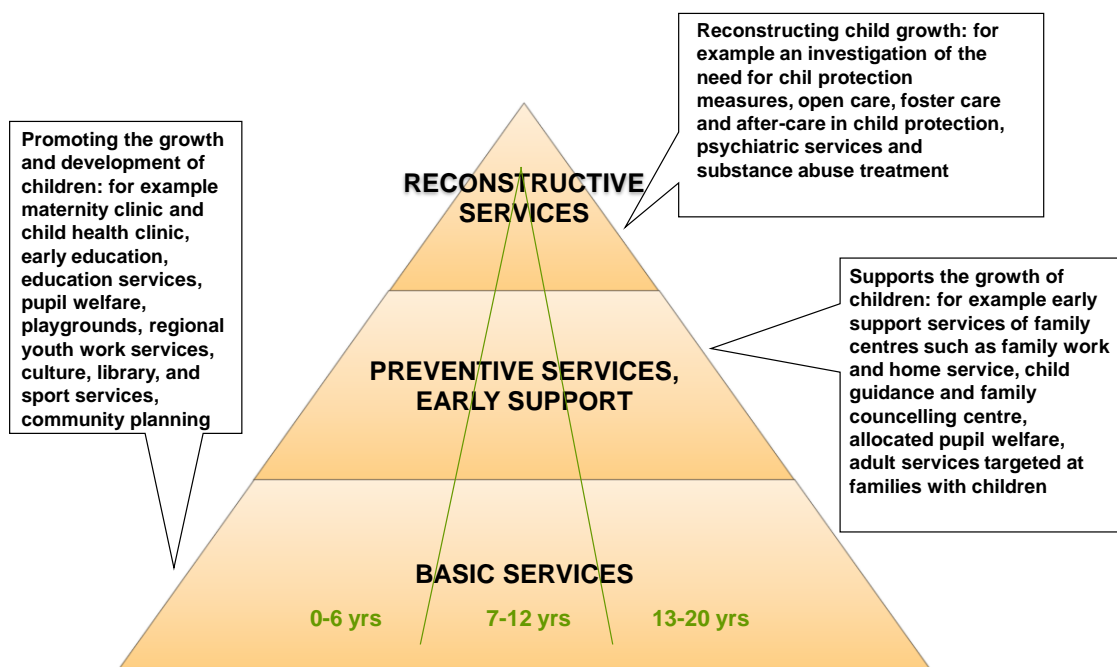 Reconstructing child growth: for
example an investigation of the
need for chil protection
measures, open care, foster care
and after-care in child protection,
psychiatric services and
substance abuse treatment
Promoting the growth
and development of
children: for example
maternity clinic and
child health clinic,
early education,
education services,
pupil welfare,
playgrounds, regional
youth work services,
culture, library, and
sport services,
community planning
RECONSTRUCTIVE
SERVICES
Supports the growth of
children: for example early
support services of family
centres such as family work
and home service, child
guidance and family
councelling centre,
allocated pupil welfare,
adult services targeted at
families with children
PREVENTIVE SERVICES,
EARLY SUPPORT
BASIC SERVICES
0-6 yrs
7-12 yrs
13-20 yrs